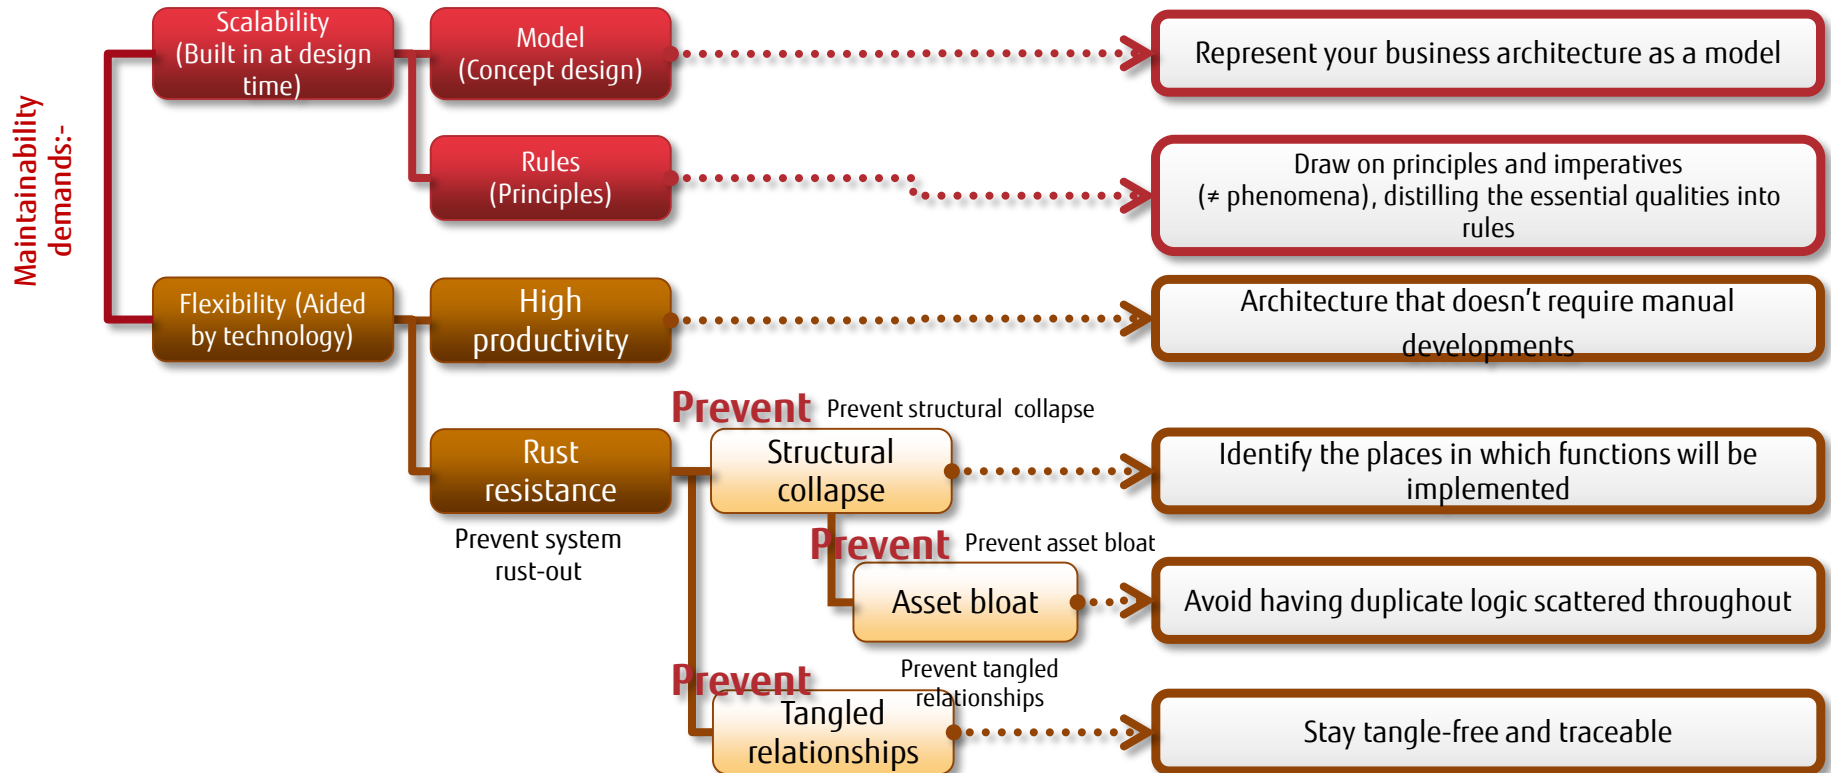 Maintainability
demands:-
Scalability
(Built in at design
time)
Model
(Concept design)
Represent your business architecture as a model
Rules
(Principles)
Draw on principles and imperatives
(≠ phenomena), distilling the essential qualities into
rules
Flexibility (Aided
by technology)
High
productivity
Architecture that doesn’t require manual
developments
Prevent
Prevent structural collapse
Rust
resistance
Structural
collapse
Identify the places in which functions will be
implemented
Prevent system
rust-out
Prevent
Prevent asset bloat
Asset bloat
Avoid having duplicate logic scattered throughout
Prevent
Prevent tangled
relationships
Tangled
relationships
Stay tangle-free and traceable